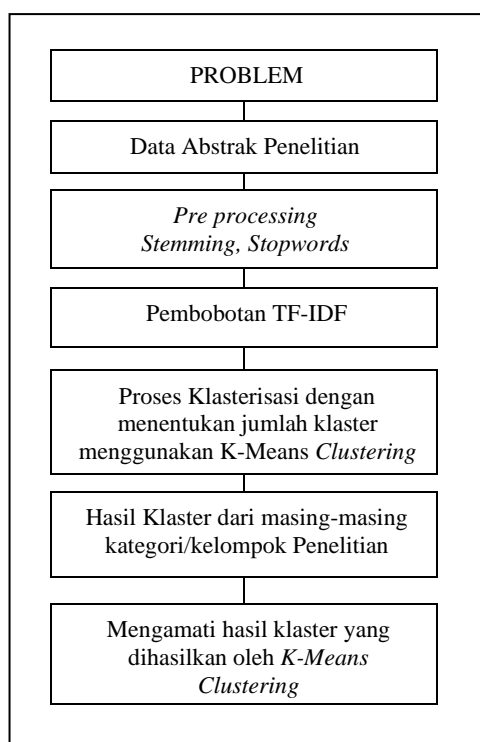 PROBLEM
Data Abstrak Penelitian
Pre processing
Stemming, Stopwords
Pembobotan TF-IDF
Proses Klasterisasi dengan
menentukan jumlah klaster
menggunakan K-Means Clustering
Hasil Klaster dari masing-masing
kategori/kelompok Penelitian
Mengamati hasil klaster yang
dihasilkan oleh K-Means
Clustering